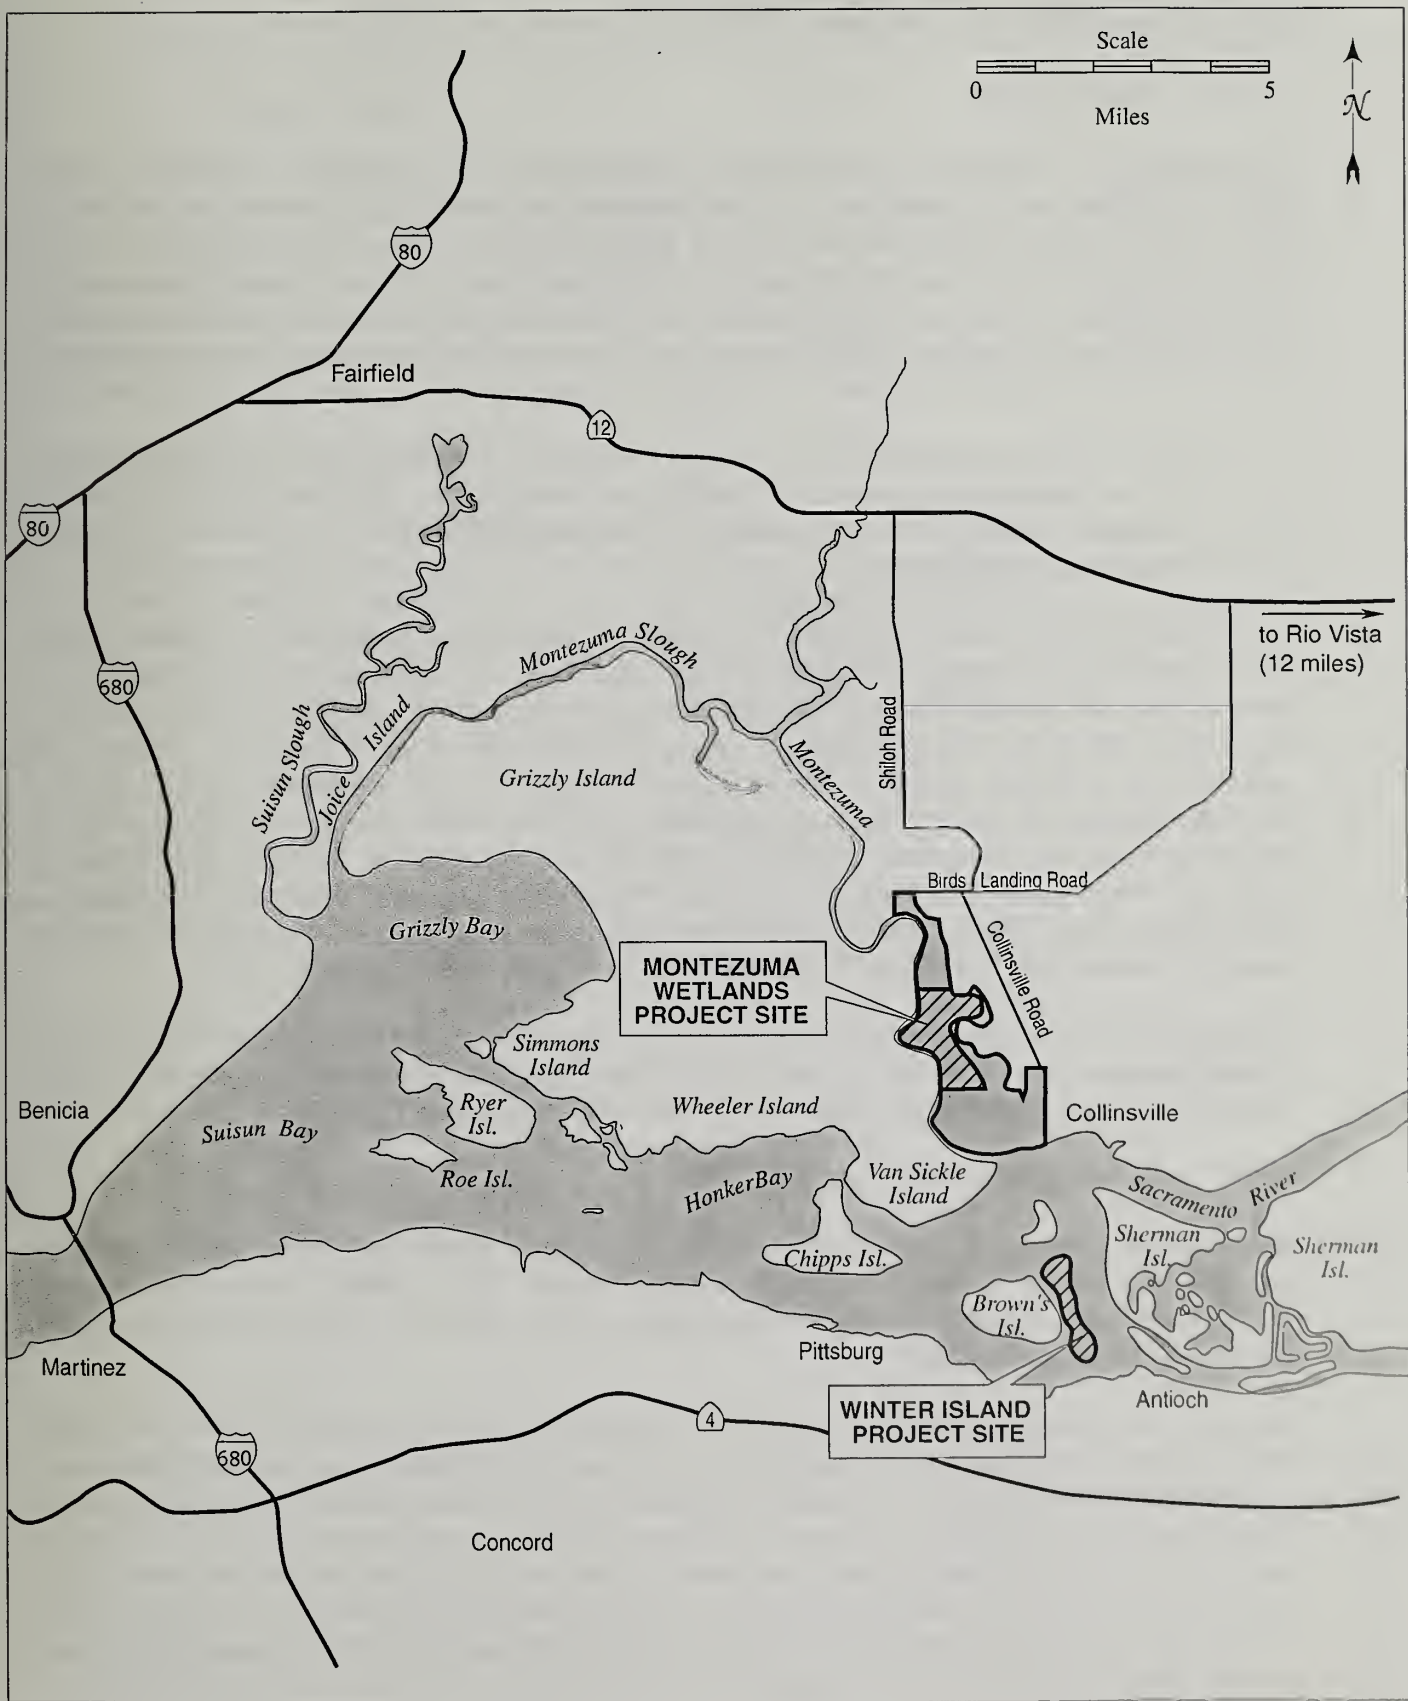 Scale
0
5
Miles
N
80
Fairfield
12
80
to Rio Vista
(12 miles)
Montezuma Slough
680
Suisun Slough
Joice Island
Shiloh Road
Grizzly Island
Montezuma
Birds Landing Road
Grizzly Bay
Collinsville Road
MONTEZUMA
WETLANDS
PROJECT SITE
Simmons
Island
Ryer
Isl.
Wheeler Island
Benicia
Collinsville
Suisun Bay
Roe Isl.
Honker Bay
Van Sickle
Island
Sacramento River
Sherman
Isl.
Sherman
Isl.
Chipps Isl.
Brown's
Isl.
Pittsburg
Martinez
Antioch
WINTER ISLAND
PROJECT SITE
4
680
Concord